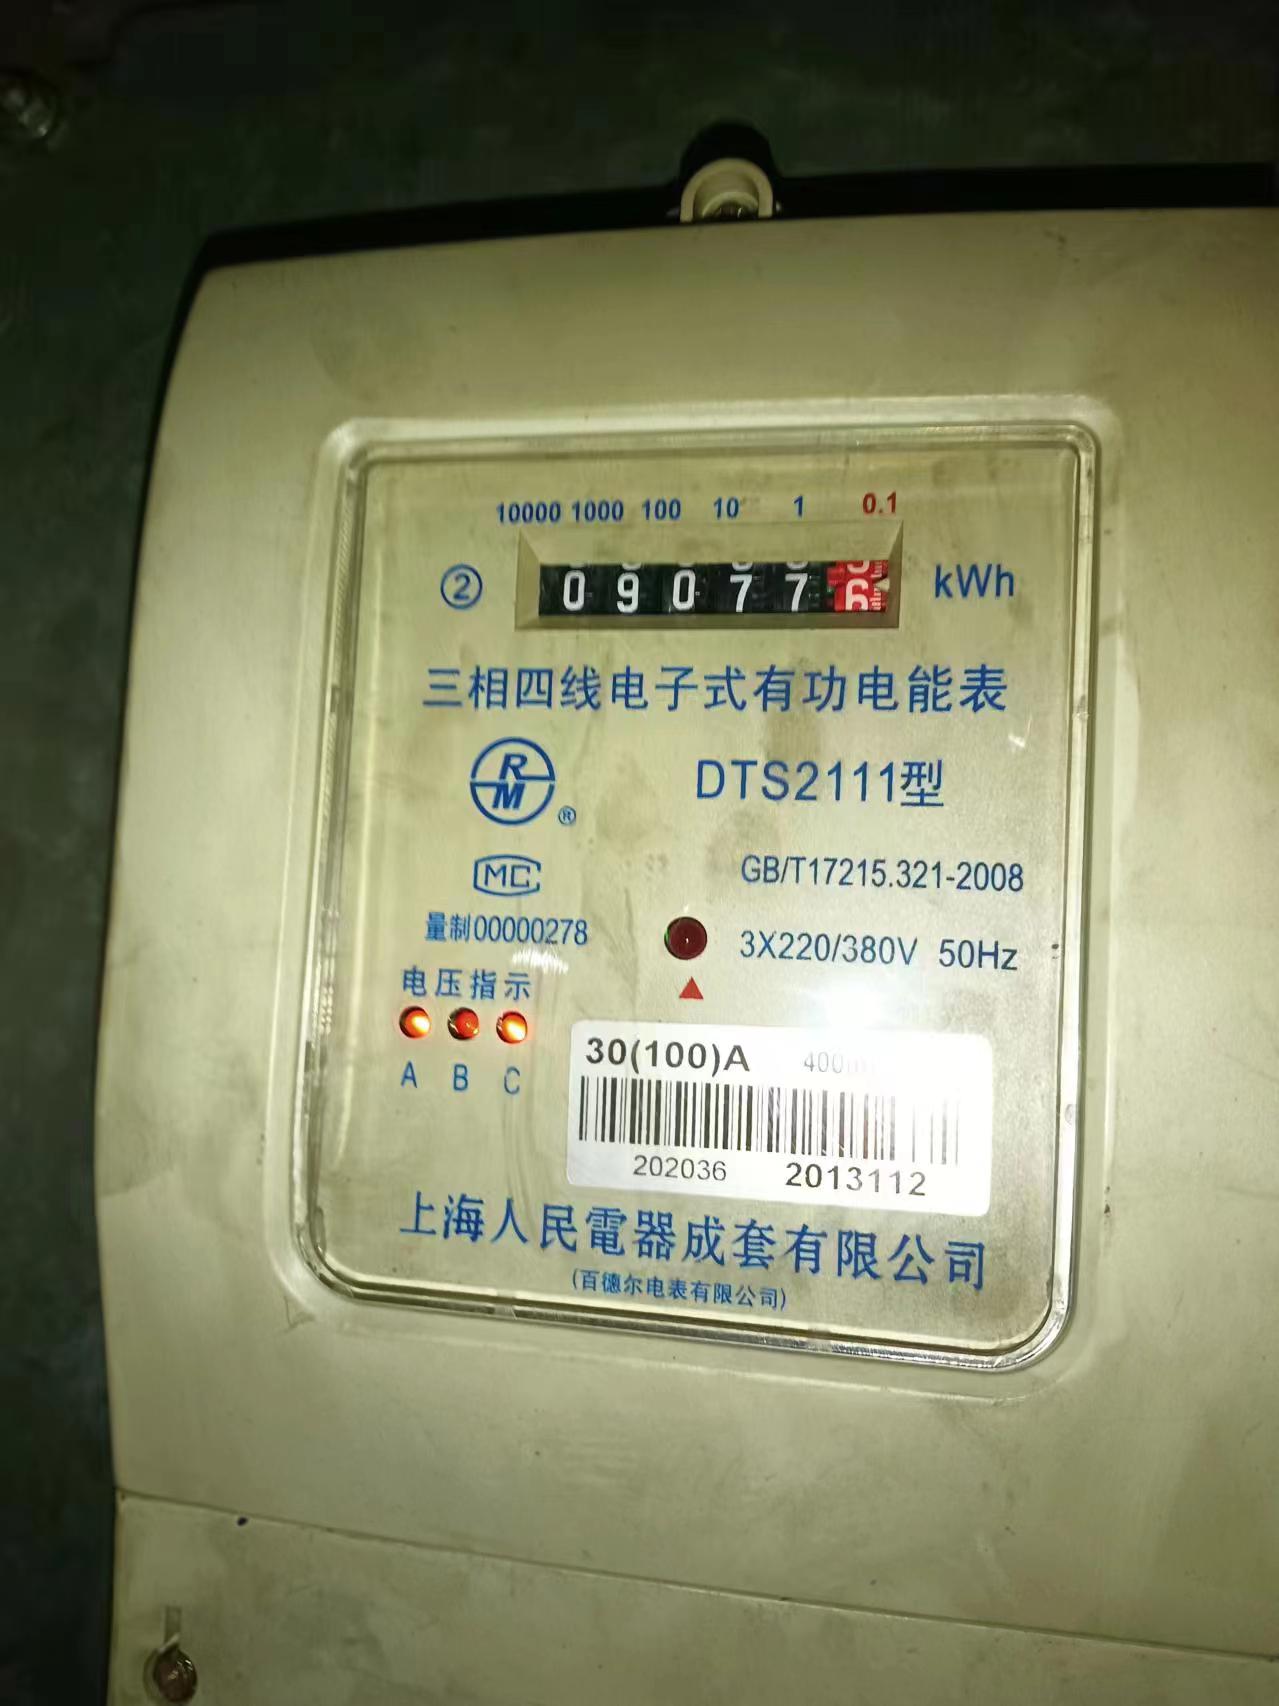 10000 1000 100 10 1 0.1
② 0 9 0 7 7 6 kWh
三相四线电子式有功电能表
RM ® DTS2111型
MC GB/T17215.321-2008
量制00000278 3X220/380V 50Hz
电压指示
A B C
30(100)A
202036 2013112
上海人民電器成套有限公司
(百德尔电表有限公司)